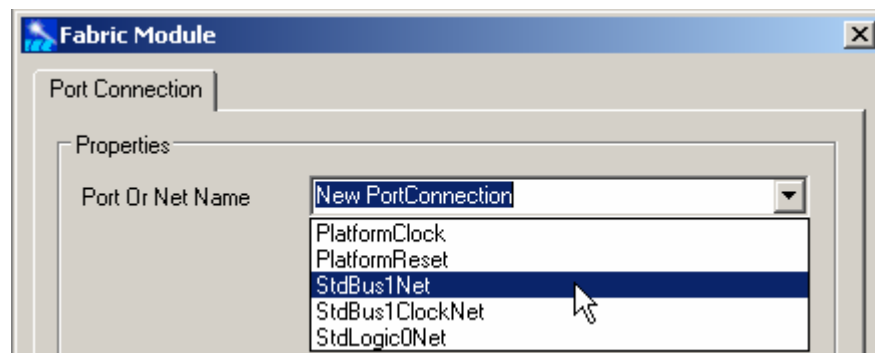 Fabric Module
Port Connection
Properties
Port Or Net Name
New PortConnection
PlatformClock
PlatformReset
StdBus1Net
StdBus1ClockNet
StdLogic0Net